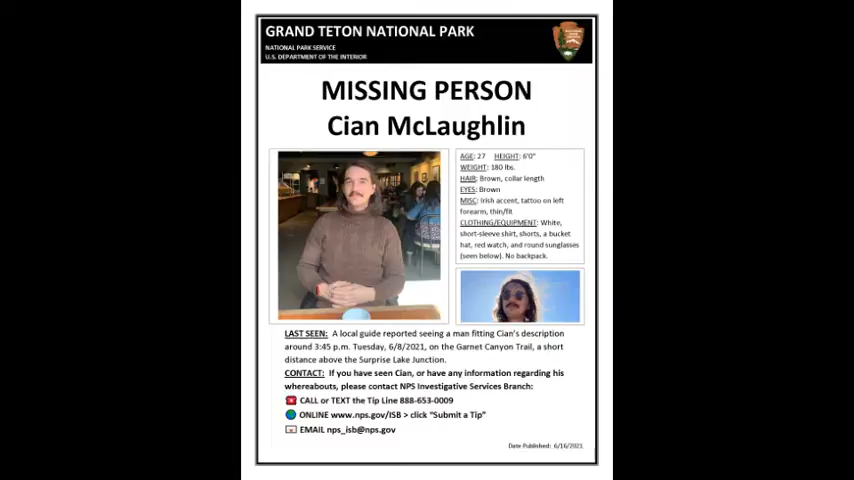 GRAND TETON NATIONAL PARK
NATIONAL PARK SERVICE
U.S. DEPARTMENT OF THE INTERIOR
MISSING PERSON
Cian McLaughlin
AGE: 27 HEIGHT: 6'0"
WEIGHT: 180 lbs.
HAIR: Brown, collar length
EYES: Brown
MISC: Irish accent, tattoo on left
forearm, thin/fit
CLOTHING/EQUIPMENT: White,
short-sleeve shirt, shorts, a bucket
hat, red watch, and round sunglasses
(seen below). No backpack.
LAST SEEN: A local guide reported seeing a man fitting Cian's description
around 3:45 p.m. Tuesday, 6/8/2021, on the Garnet Canyon Trail, a short
distance above the Surprise Lake Junction.
CONTACT: If you have seen Cian, or have any information regarding his
whereabouts, please contact NPS Investigative Services Branch:
CALL or TEXT the Tip Line 888-653-0009
ONLINE www.nps.gov/ISB > click "Submit a Tip"
EMAIL nps_isb@nps.gov
Date Published: 6/16/2021